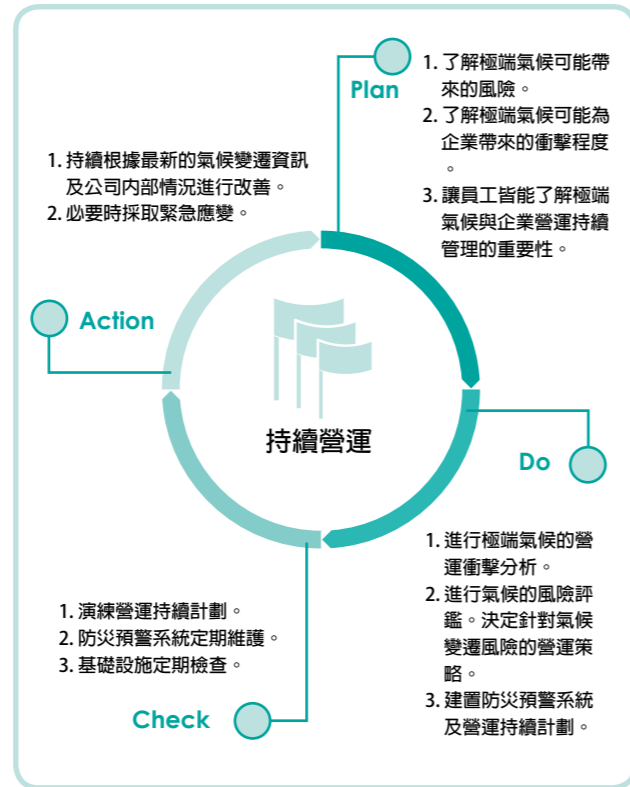 Plan
1. 了解極端氣候可能帶
來的風險。
2. 了解極端氣候可能為
企業帶來的衝擊程度
。
3. 讓員工皆能了解極端
氣候與企業營運持續
管理的重要性。
1. 持續根據最新的氣候變遷資訊
及公司內部情況進行改善。
2. 必要時採取緊急應變。
Action
持續營運
Do
1. 進行極端氣候的營
運衝擊分析。
2. 進行氣候的風險評
鑑。決定針對氣候
變遷風險的營運策
略。
3. 建置防災預警系統
及營運持續計劃。
1. 演練營運持續計劃。
2. 防災預警系統定期維護。
3. 基礎設施定期檢查。
Check